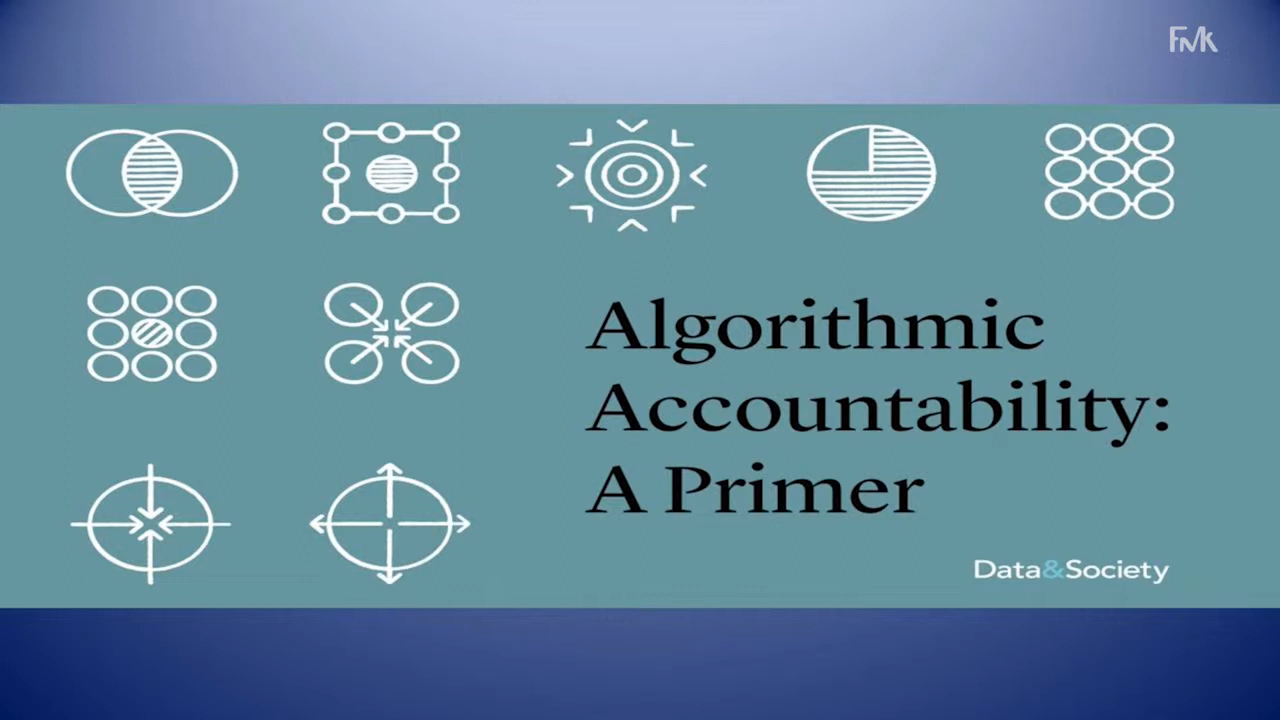 FMK
Algorithmic
Accountability:
A Primer
Data&Society